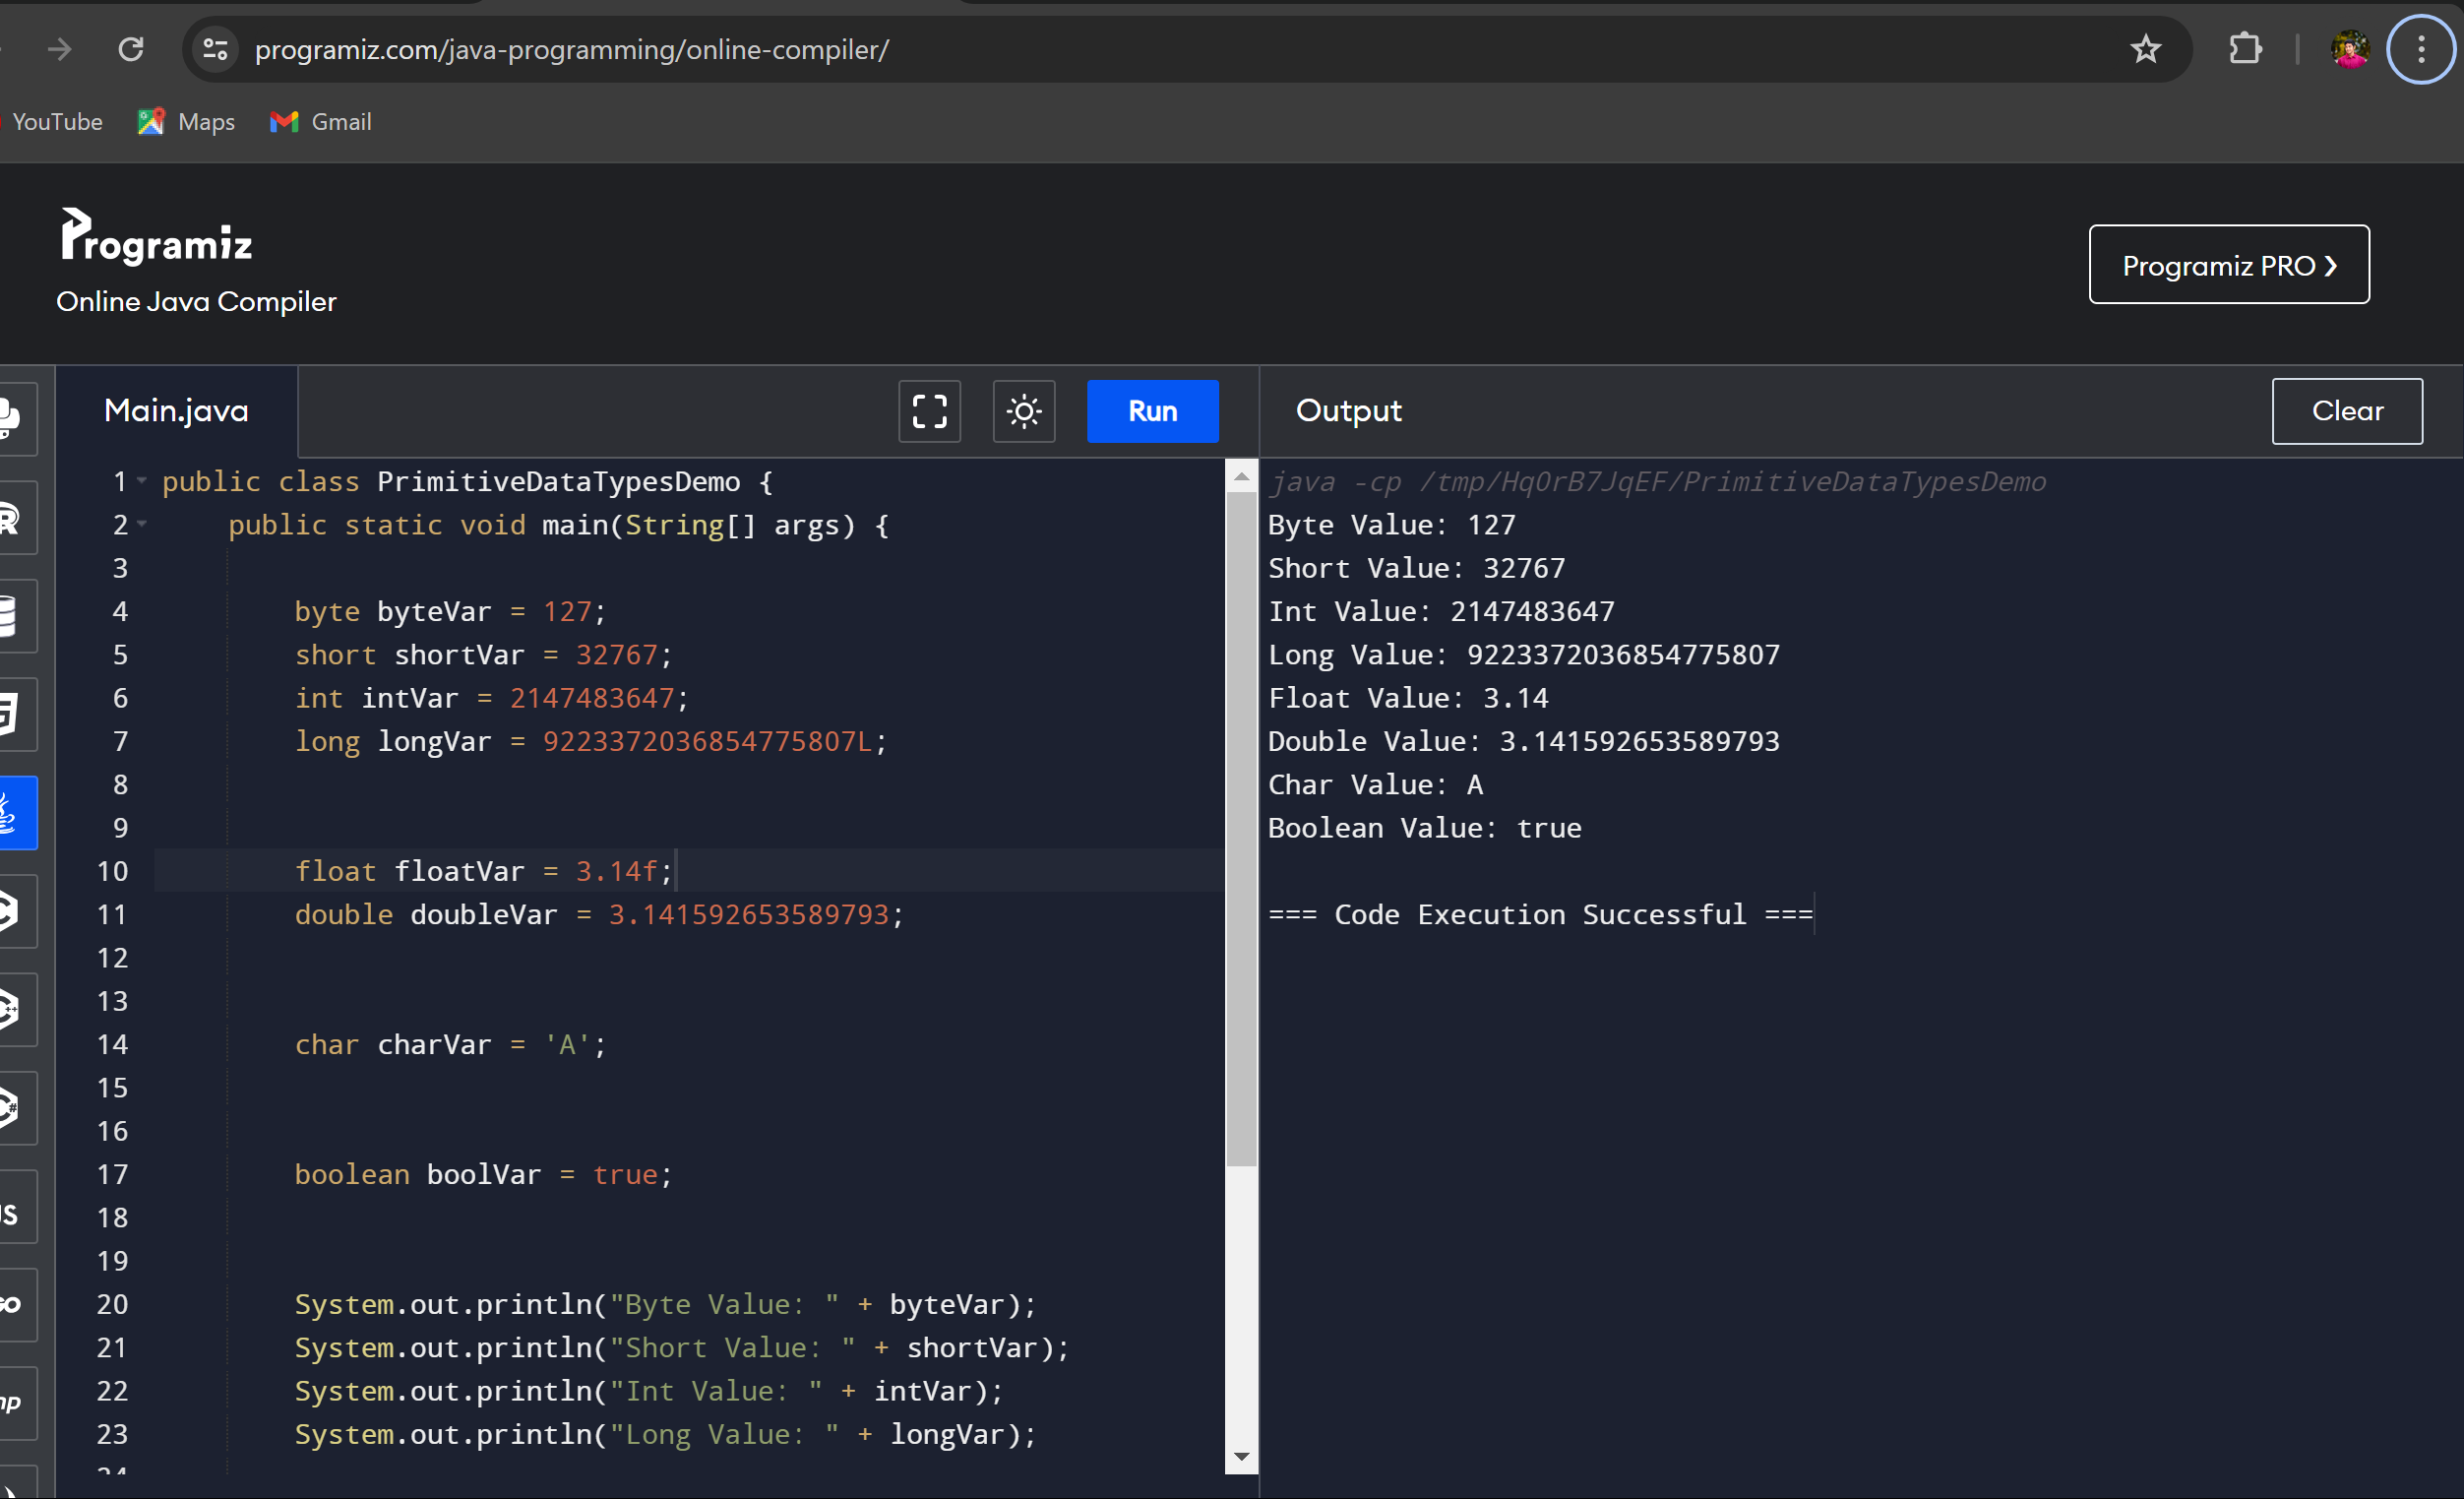 programiz.com/java-programming/online-compiler/
YouTube Maps Gmail
Programiz
Programiz PRO ❯
Online Java Compiler
Main.java
Run
Output
Clear
1 public class PrimitiveDataTypesDemo {
2     public static void main(String[] args) {
3
4         byte byteVar = 127;
5         short shortVar = 32767;
6         int intVar = 2147483647;
7         long longVar = 9223372036854775807L;
8
9
10         float floatVar = 3.14f;
11         double doubleVar = 3.141592653589793;
12
13
14         char charVar = 'A';
15
16
17         boolean boolVar = true;
18
19
20         System.out.println("Byte Value: " + byteVar);
21         System.out.println("Short Value: " + shortVar);
22         System.out.println("Int Value: " + intVar);
23         System.out.println("Long Value: " + longVar);
java -cp /tmp/HqOrB7JqEF/PrimitiveDataTypesDemo
Byte Value: 127
Short Value: 32767
Int Value: 2147483647
Long Value: 9223372036854775807
Float Value: 3.14
Double Value: 3.141592653589793
Char Value: A
Boolean Value: true
=== Code Execution Successful ===